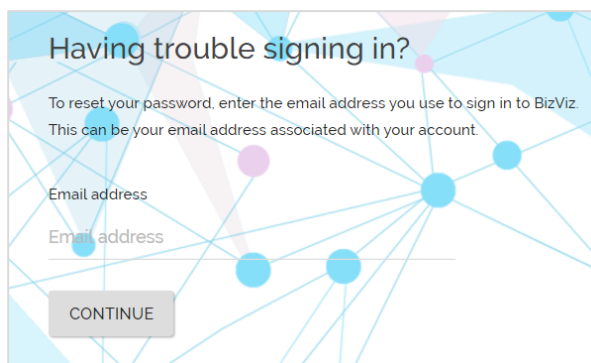 Having trouble signing in?
To reset your password, enter the email address you use to sign in to BizViz.
This can be your email address associated with your account.
Email address
Email address
CONTINUE